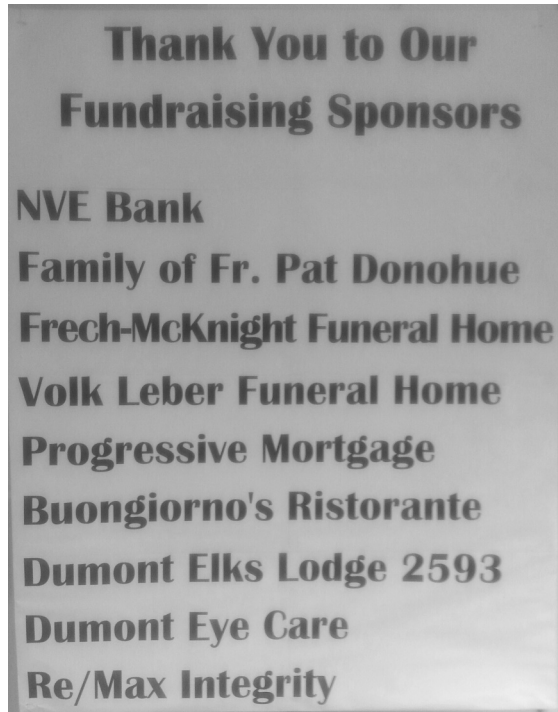 Thank You to Our
Fundraising Sponsors
NVE Bank
Family of Fr. Pat Donohue
Frech-McKnight Funeral Home
Volk Leber Funeral Home
Progressive Mortgage
Buongiorno's Ristorante
Dumont Elks Lodge 2593
Dumont Eye Care
Re/Max Integrity